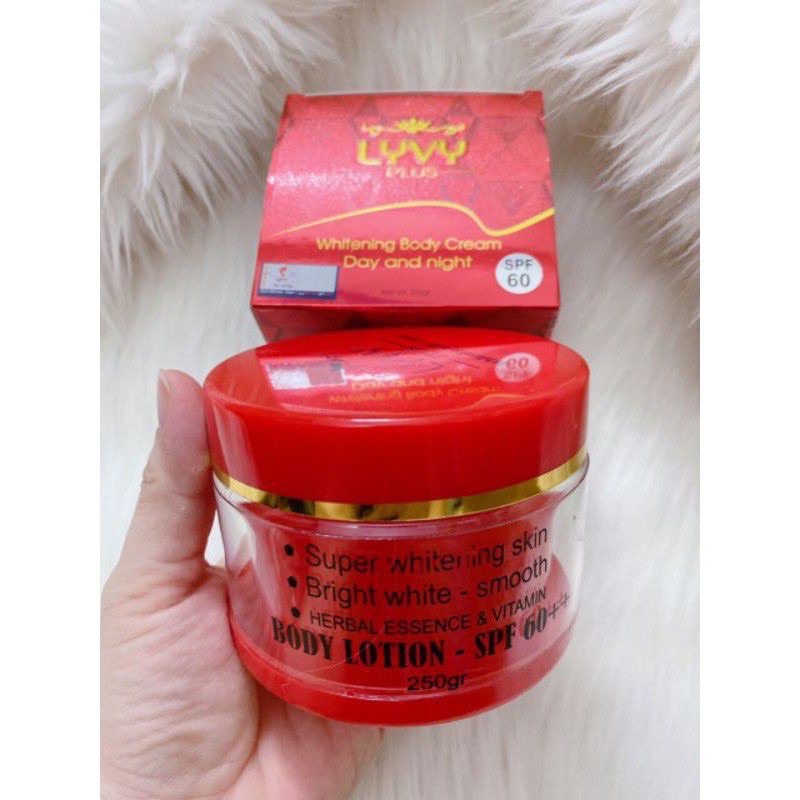 LYVY
PLUS
Whitening Body Cream
Day and night
SPF
60
• Super whitening skin
• Bright white - smooth
• HERBAL ESSENCE & VITAMIN
BODY LOTION - SPF 60++
250gr